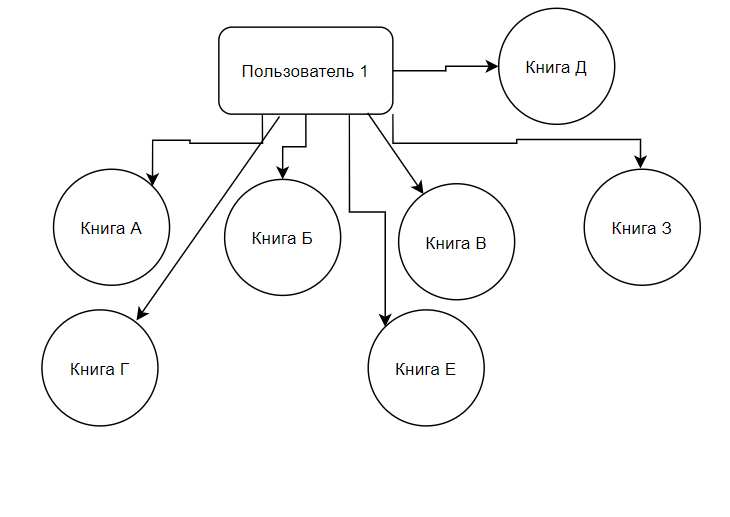 Пользователь 1
Книга Д
Книга А
Книга Б
Книга В
Книга З
Книга Г
Книга Е